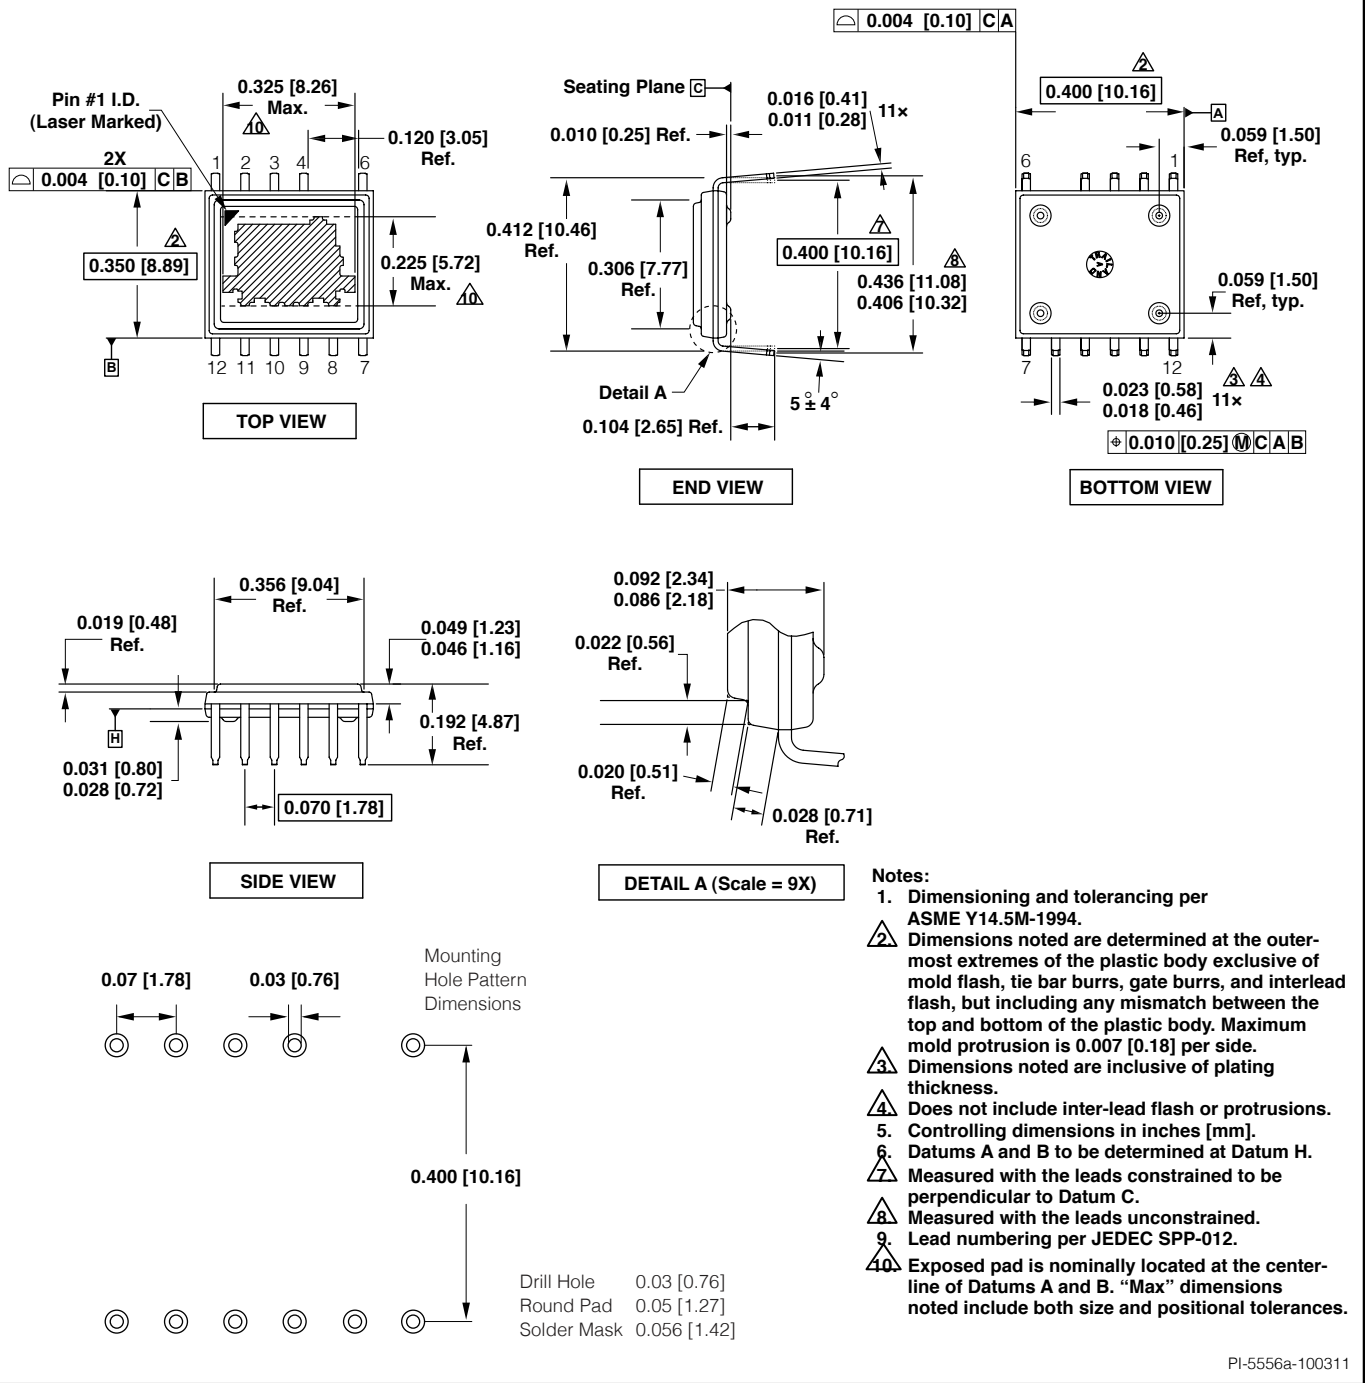 0.004 [0.10] C A
0.325 [8.26]
Max.
10
Pin #1 I.D.
(Laser Marked)
0.120 [3.05]
Ref.
2X
0.004 [0.10] C B
1 2 3 4 6
2
0.350 [8.89]
0.225 [5.72]
Max.
10
B
12 11 10 9 8 7
TOP VIEW
Seating Plane C
0.016 [0.41]
0.011 [0.28]
11×
0.010 [0.25] Ref.
0.412 [10.46]
Ref.
0.306 [7.77]
Ref.
7
0.400 [10.16]
8
0.436 [11.08]
0.406 [10.32]
Detail A
5 ± 4°
0.104 [2.65] Ref.
END VIEW
2
0.400 [10.16]
A
0.059 [1.50]
Ref, typ.
6 1
0.059 [1.50]
Ref, typ.
7 12
0.023 [0.58]
0.018 [0.46]
11×
3 4
⌖ 0.010 [0.25] Ⓜ C A B
BOTTOM VIEW
0.356 [9.04]
Ref.
0.019 [0.48]
Ref.
0.049 [1.23]
0.046 [1.16]
H
0.192 [4.87]
Ref.
0.031 [0.80]
0.028 [0.72]
0.070 [1.78]
SIDE VIEW
0.092 [2.34]
0.086 [2.18]
0.022 [0.56]
Ref.
0.020 [0.51]
Ref.
0.028 [0.71]
Ref.
DETAIL A (Scale = 9X)
Mounting
Hole Pattern
Dimensions
0.07 [1.78]
0.03 [0.76]
0.400 [10.16]
Drill Hole 0.03 [0.76]
Round Pad 0.05 [1.27]
Solder Mask 0.056 [1.42]
Notes:
1. Dimensioning and tolerancing per
ASME Y14.5M-1994.
2. Dimensions noted are determined at the outer-
most extremes of the plastic body exclusive of
mold flash, tie bar burrs, gate burrs, and interlead
flash, but including any mismatch between the
top and bottom of the plastic body. Maximum
mold protrusion is 0.007 [0.18] per side.
3. Dimensions noted are inclusive of plating
thickness.
4. Does not include inter-lead flash or protrusions.
5. Controlling dimensions in inches [mm].
6. Datums A and B to be determined at Datum H.
7. Measured with the leads constrained to be
perpendicular to Datum C.
8. Measured with the leads unconstrained.
9. Lead numbering per JEDEC SPP-012.
10. Exposed pad is nominally located at the center-
line of Datums A and B. “Max” dimensions
noted include both size and positional tolerances.
PI-5556a-100311